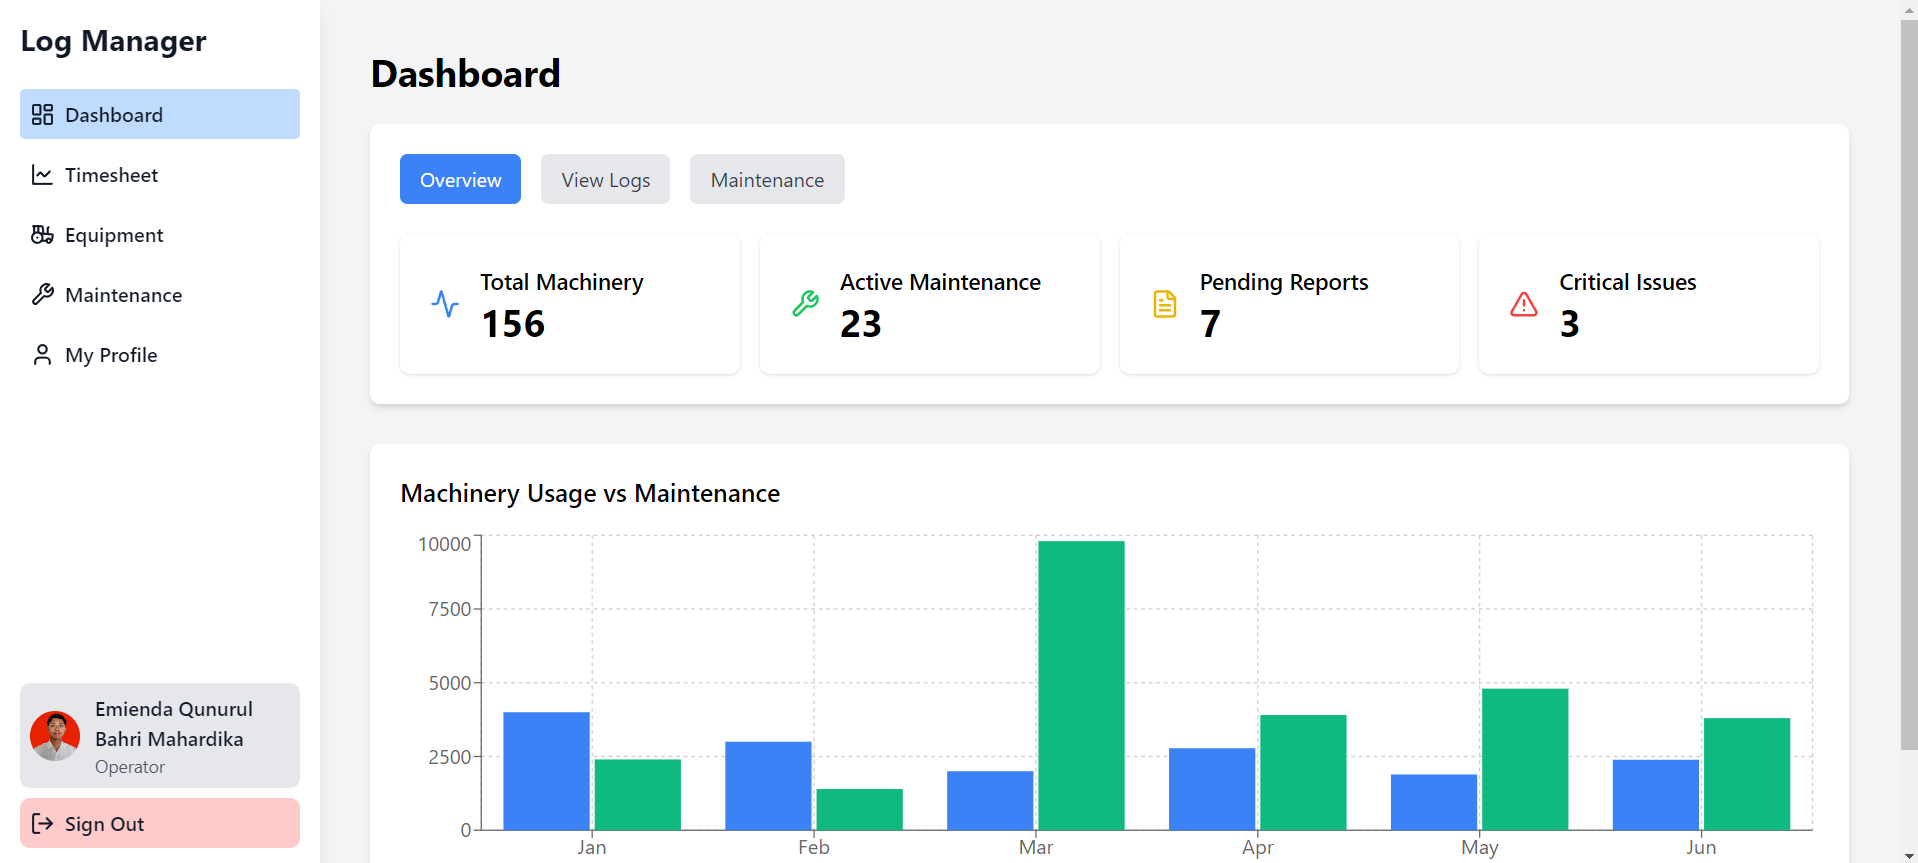 Log Manager
Dashboard
Timesheet
Equipment
Maintenance
My Profile
Emienda Qunurul
Bahri Mahardika
Operator
Sign Out
Dashboard
Overview
View Logs
Maintenance
Total Machinery
156
Active Maintenance
23
Pending Reports
7
Critical Issues
3
Machinery Usage vs Maintenance
10000
7500
5000
2500
0
Jan
Feb
Mar
Apr
May
Jun